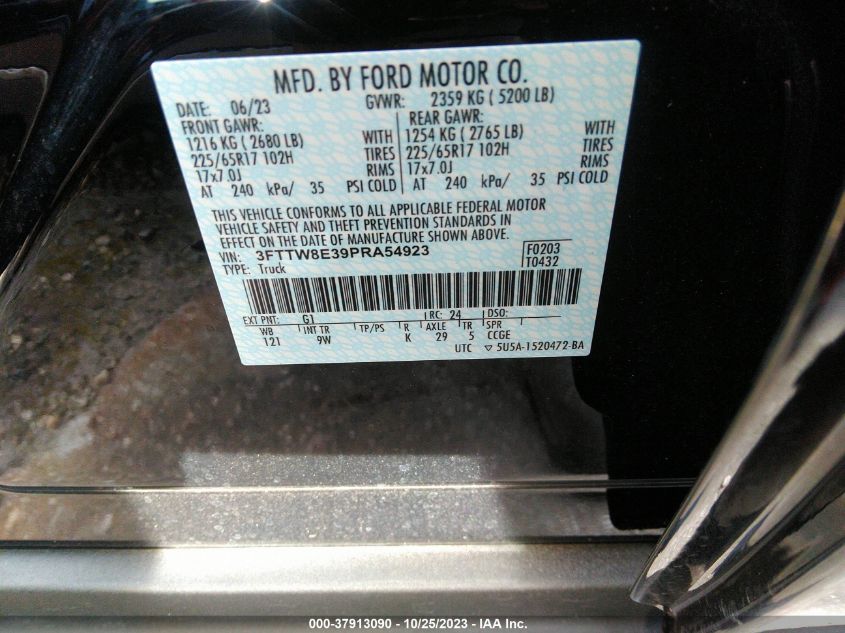 MFD. BY FORD MOTOR CO.
DATE: 06/23 GVWR: 2359 KG ( 5200 LB)
FRONT GAWR: REAR GAWR:
1216 KG ( 2680 LB) WITH 1254 KG ( 2765 LB) WITH
225/65R17 102H TIRES 225/65R17 102H TIRES
17x7.0J RIMS 17x7.0J RIMS
AT 240 kPa/ 35 PSI COLD AT 240 kPa/ 35 PSI COLD
THIS VEHICLE CONFORMS TO ALL APPLICABLE FEDERAL MOTOR
VEHICLE SAFETY AND THEFT PREVENTION STANDARDS IN
EFFECT ON THE DATE OF MANUFACTURE SHOWN ABOVE.
VIN: 3FTTW8E39PRA54923 F0203
TYPE: Truck T0432
EXT PNT: G1 RC: 24 DSO:
WB INT TR TP/PS R AXLE TR SPR
121 9W K 29 5 CCGE
UTC ▽ 5U5A-1520472-BA
000-37913090 - 10/25/2023 - IAA Inc.